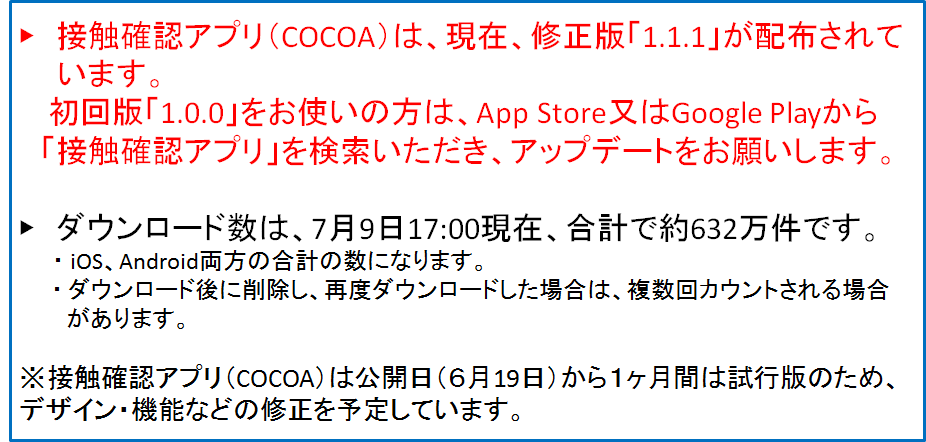 ▶ 接触確認アプリ（COCOA）は、現在、修正版「1.1.1」が配布されて
います。
初回版「1.0.0」をお使いの方は、App Store又はGoogle Playから
「接触確認アプリ」を検索いただき、アップデートをお願いします。
▶ ダウンロード数は、7月9日17:00現在、合計で約632万件です。
・iOS、Android両方の合計の数になります。
・ダウンロード後に削除し、再度ダウンロードした場合は、複数回カウントされる場合
があります。
※接触確認アプリ（COCOA）は公開日（６月19日）から１ヶ月間は試行版のため、
デザイン・機能などの修正を予定しています。